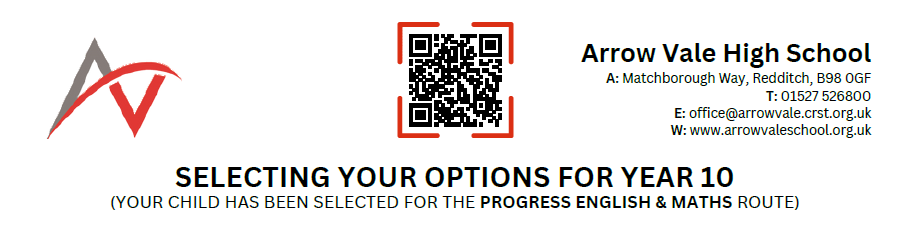 Arrow Vale High School
A: Matchborough Way, Redditch, B98 0GF
T: 01527 526800
E: office@arrowvale.crst.org.uk
W: www.arrowvaleschool.org.uk
SELECTING YOUR OPTIONS FOR YEAR 10
(YOUR CHILD HAS BEEN SELECTED FOR THE PROGRESS ENGLISH & MATHS ROUTE)